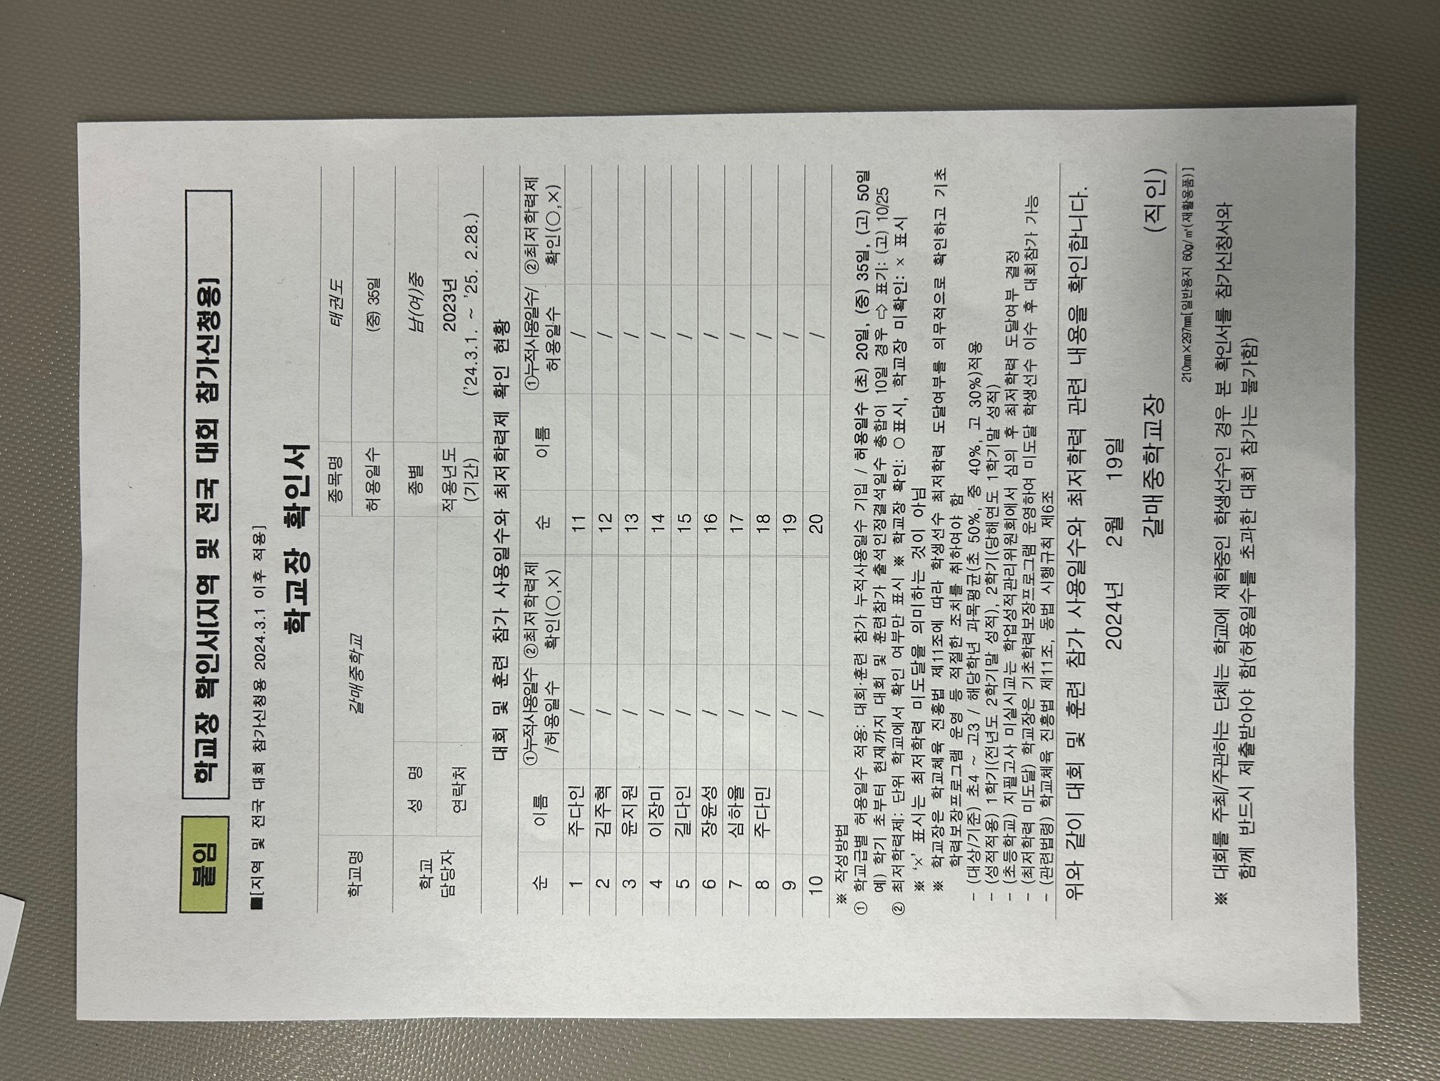 붙임 학교장 확인서(지역 및 전국 대회 참가신청용)
■[지역 및 전국 대회 참가신청용 2024.3.1 이후 적용]
학교장 확인서
학교명 갈매중학교 종목명 태권도
허용일수 (중) 35일
학교 담당자 성 명 종별 남(여)중
연락처 적용년도 (기간) 2023년 ('24.3.1. ~ '25. 2.28.)
대회 및 훈련 참가 사용일수와 최저학력제 확인 현황
순 이름 ①누적사용일수/허용일수 ②최저학력제 확인(○,×) 순 이름 ①누적사용일수/허용일수 ②최저학력제 확인(○,×)
1 주다인 / 11 /
2 김주혁 / 12 /
3 윤지원 / 13 /
4 이장미 / 14 /
5 길다인 / 15 /
6 장윤성 / 16 /
7 심하율 / 17 /
8 주다민 / 18 /
9 / 19 /
10 / 20 /
※ 작성방법
① 학교급별 허용일수 적용: 대회·훈련 참가 누적사용일수 기입 / 허용일수 (초) 20일, (중) 35일, (고) 50일
예) 학기 초부터 현재까지 대회 및 훈련참가 출석인정결석일수 총합이 10일 경우 ⇨ 표기: (고) 10/25
② 최저학력제: 단위 학교에서 확인 여부만 표시 ※ 학교장 확인: ○표시, 학교장 미확인: × 표시
※ '×' 표시는 최저학력 미도달을 의미하는 것이 아님
※ 학교장은 학교체육 진흥법 제11조에 따라 학생선수 최저학력 도달여부를 의무적으로 확인하고 기초
학력보장프로그램 운영 등 적절한 조치를 취하여야 함
- (대상/기준) 초4 ~ 고3 / 해당학년 과목평균(초 50%, 중 40%, 고 30%)적용
- (성적적용) 1학기(전년도 2학기말 성적), 2학기(당해연도 1학기말 성적)
- (초등학교) 지필고사 미실시교는 학업성적관리위원회에서 심의 후 최저학력 도달여부 결정
- (최저학력 미도달) 학교장은 기초학력보장프로그램 운영하여 미도달 학생선수 이수 후 대회참가 가능
- (관련법령) 학교체육 진흥법 제11조, 동법 시행규칙 제6조
위와 같이 대회 및 훈련 참가 사용일수와 최저학력 관련 내용을 확인합니다.
2024년 2월 19일
갈매중학교장 (직인)
210mm×297mm[일반용지 60g/㎡(재활용품)]
※ 대회를 주최/주관하는 단체는 학교에 재학중인 학생선수인 경우 본 확인서를 참가신청서와
함께 반드시 제출받아야 함(허용일수를 초과한 대회 참가는 불가함)